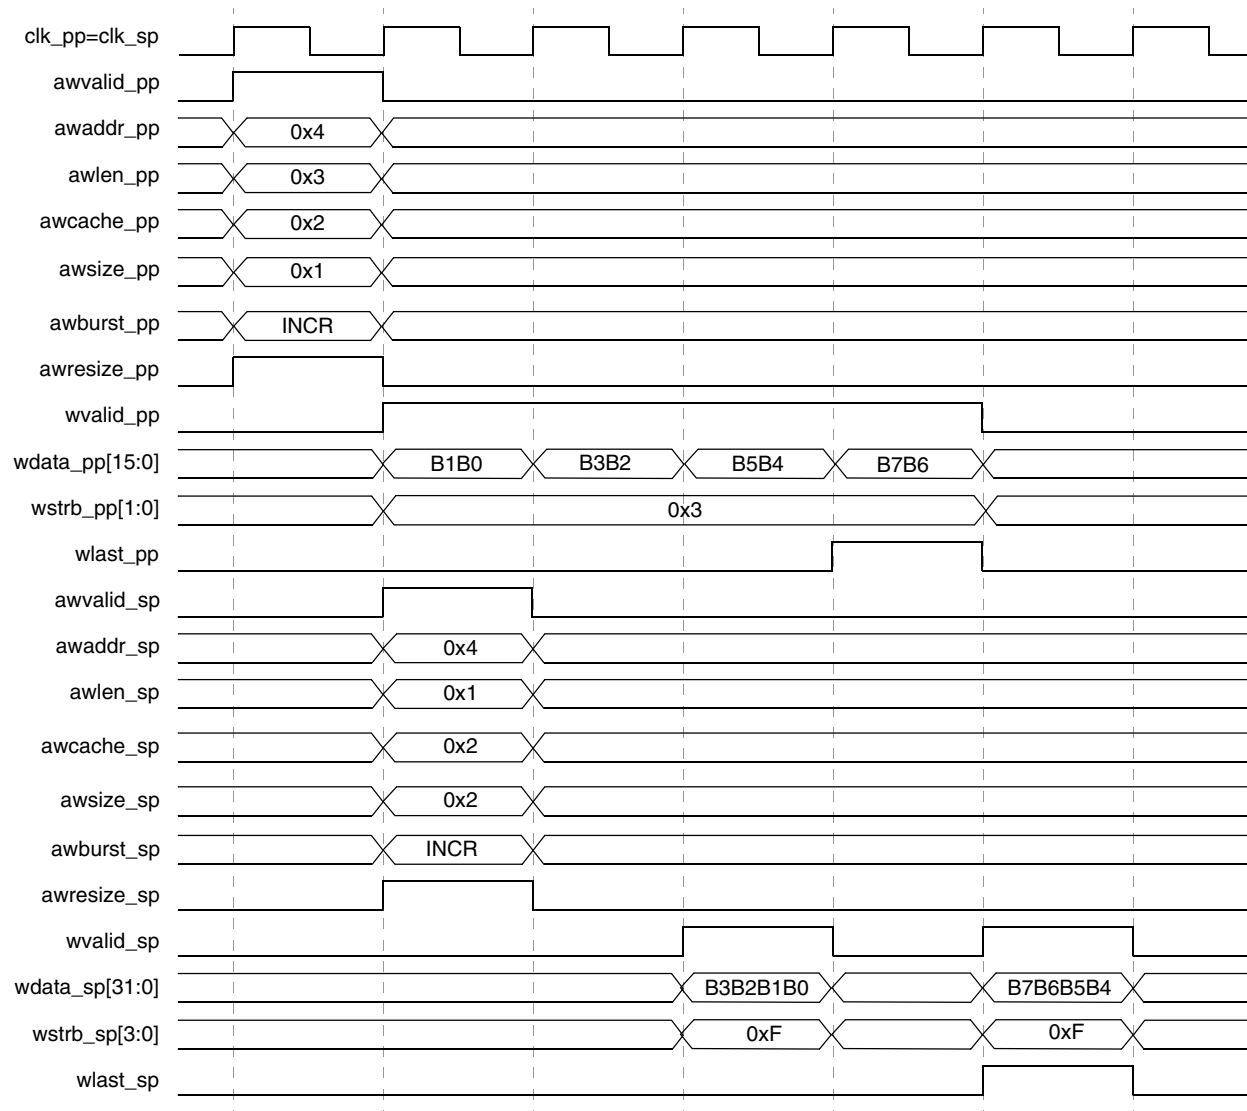 clk_pp=clk_sp
awvalid_pp
awaddr_pp 0x4
awlen_pp 0x3
awcache_pp 0x2
awsize_pp 0x1
awburst_pp INCR
awresize_pp
wvalid_pp
wdata_pp[15:0] B1B0 B3B2 B5B4 B7B6
wstrb_pp[1:0] 0x3
wlast_pp
awvalid_sp
awaddr_sp 0x4
awlen_sp 0x1
awcache_sp 0x2
awsize_sp 0x2
awburst_sp INCR
awresize_sp
wvalid_sp
wdata_sp[31:0] B3B2B1B0 B7B6B5B4
wstrb_sp[3:0] 0xF 0xF
wlast_sp